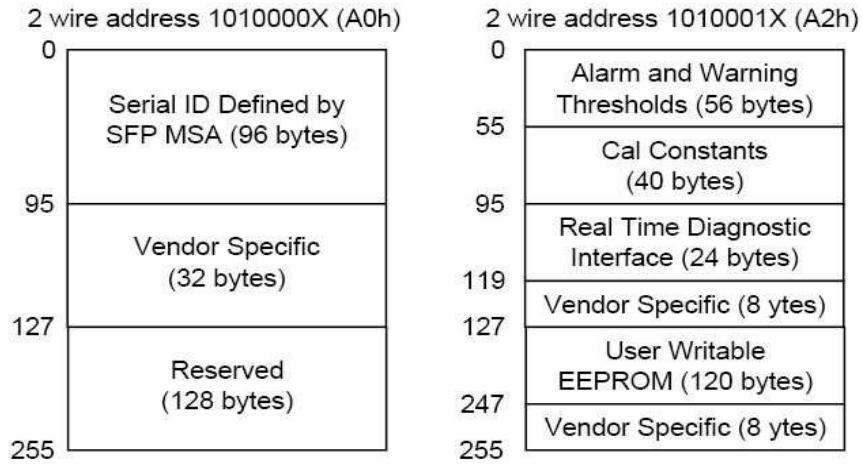 2 wire address 1010000X (A0h)
0
Serial ID Defined by
SFP MSA (96 bytes)
95
Vendor Specific
(32 bytes)
127
Reserved
(128 bytes)
255
2 wire address 1010001X (A2h)
0
Alarm and Warning
Thresholds (56 bytes)
55
Cal Constants
(40 bytes)
95
Real Time Diagnostic
Interface (24 bytes)
119
Vendor Specific (8 ytes)
127
User Writable
EEPROM (120 bytes)
247
Vendor Specific (8 ytes)
255